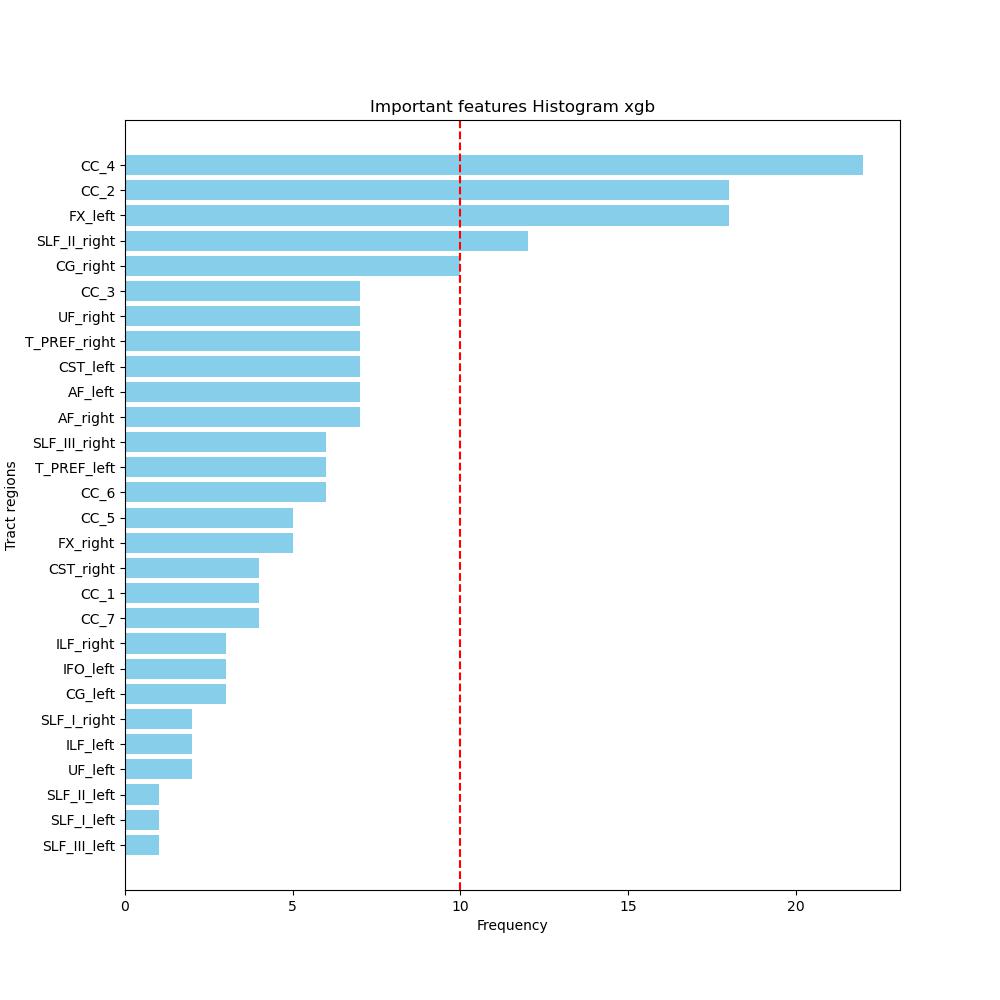 Important features Histogram xgb
CC_4
CC_2
FX_left
SLF_II_right
CG_right
CC_3
UF_right
T_PREF_right
CST_left
AF_left
AF_right
SLF_III_right
T_PREF_left
CC_6
CC_5
FX_right
CST_right
CC_1
CC_7
ILF_right
IFO_left
CG_left
SLF_I_right
ILF_left
UF_left
SLF_II_left
SLF_I_left
SLF_III_left
Tract regions
0 5 10 15 20
Frequency